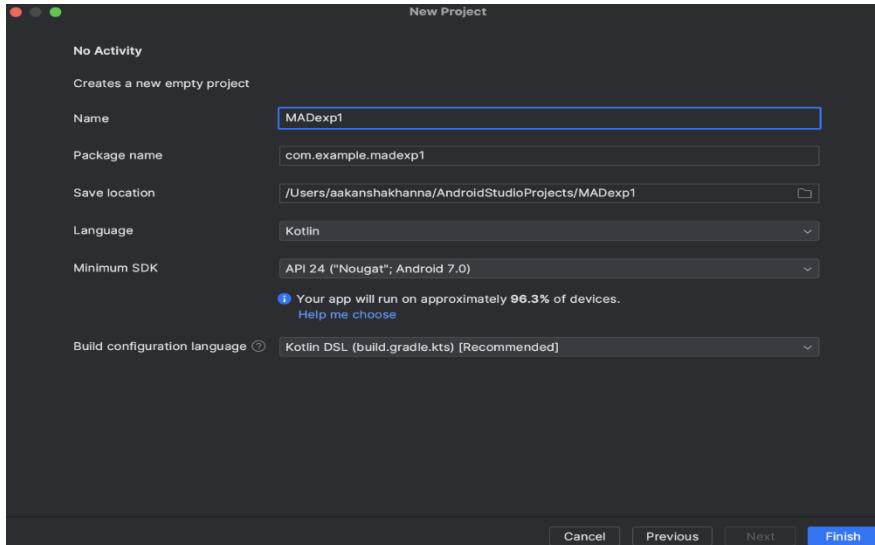 New Project
No Activity
Creates a new empty project
Name MADexp1
Package name com.example.madexp1
Save location /Users/aakanshakhanna/AndroidStudioProjects/MADexp1
Language Kotlin
Minimum SDK API 24 ("Nougat"; Android 7.0)
Your app will run on approximately 96.3% of devices.
Help me choose
Build configuration language Kotlin DSL (build.gradle.kts) [Recommended]
Cancel Previous Next Finish